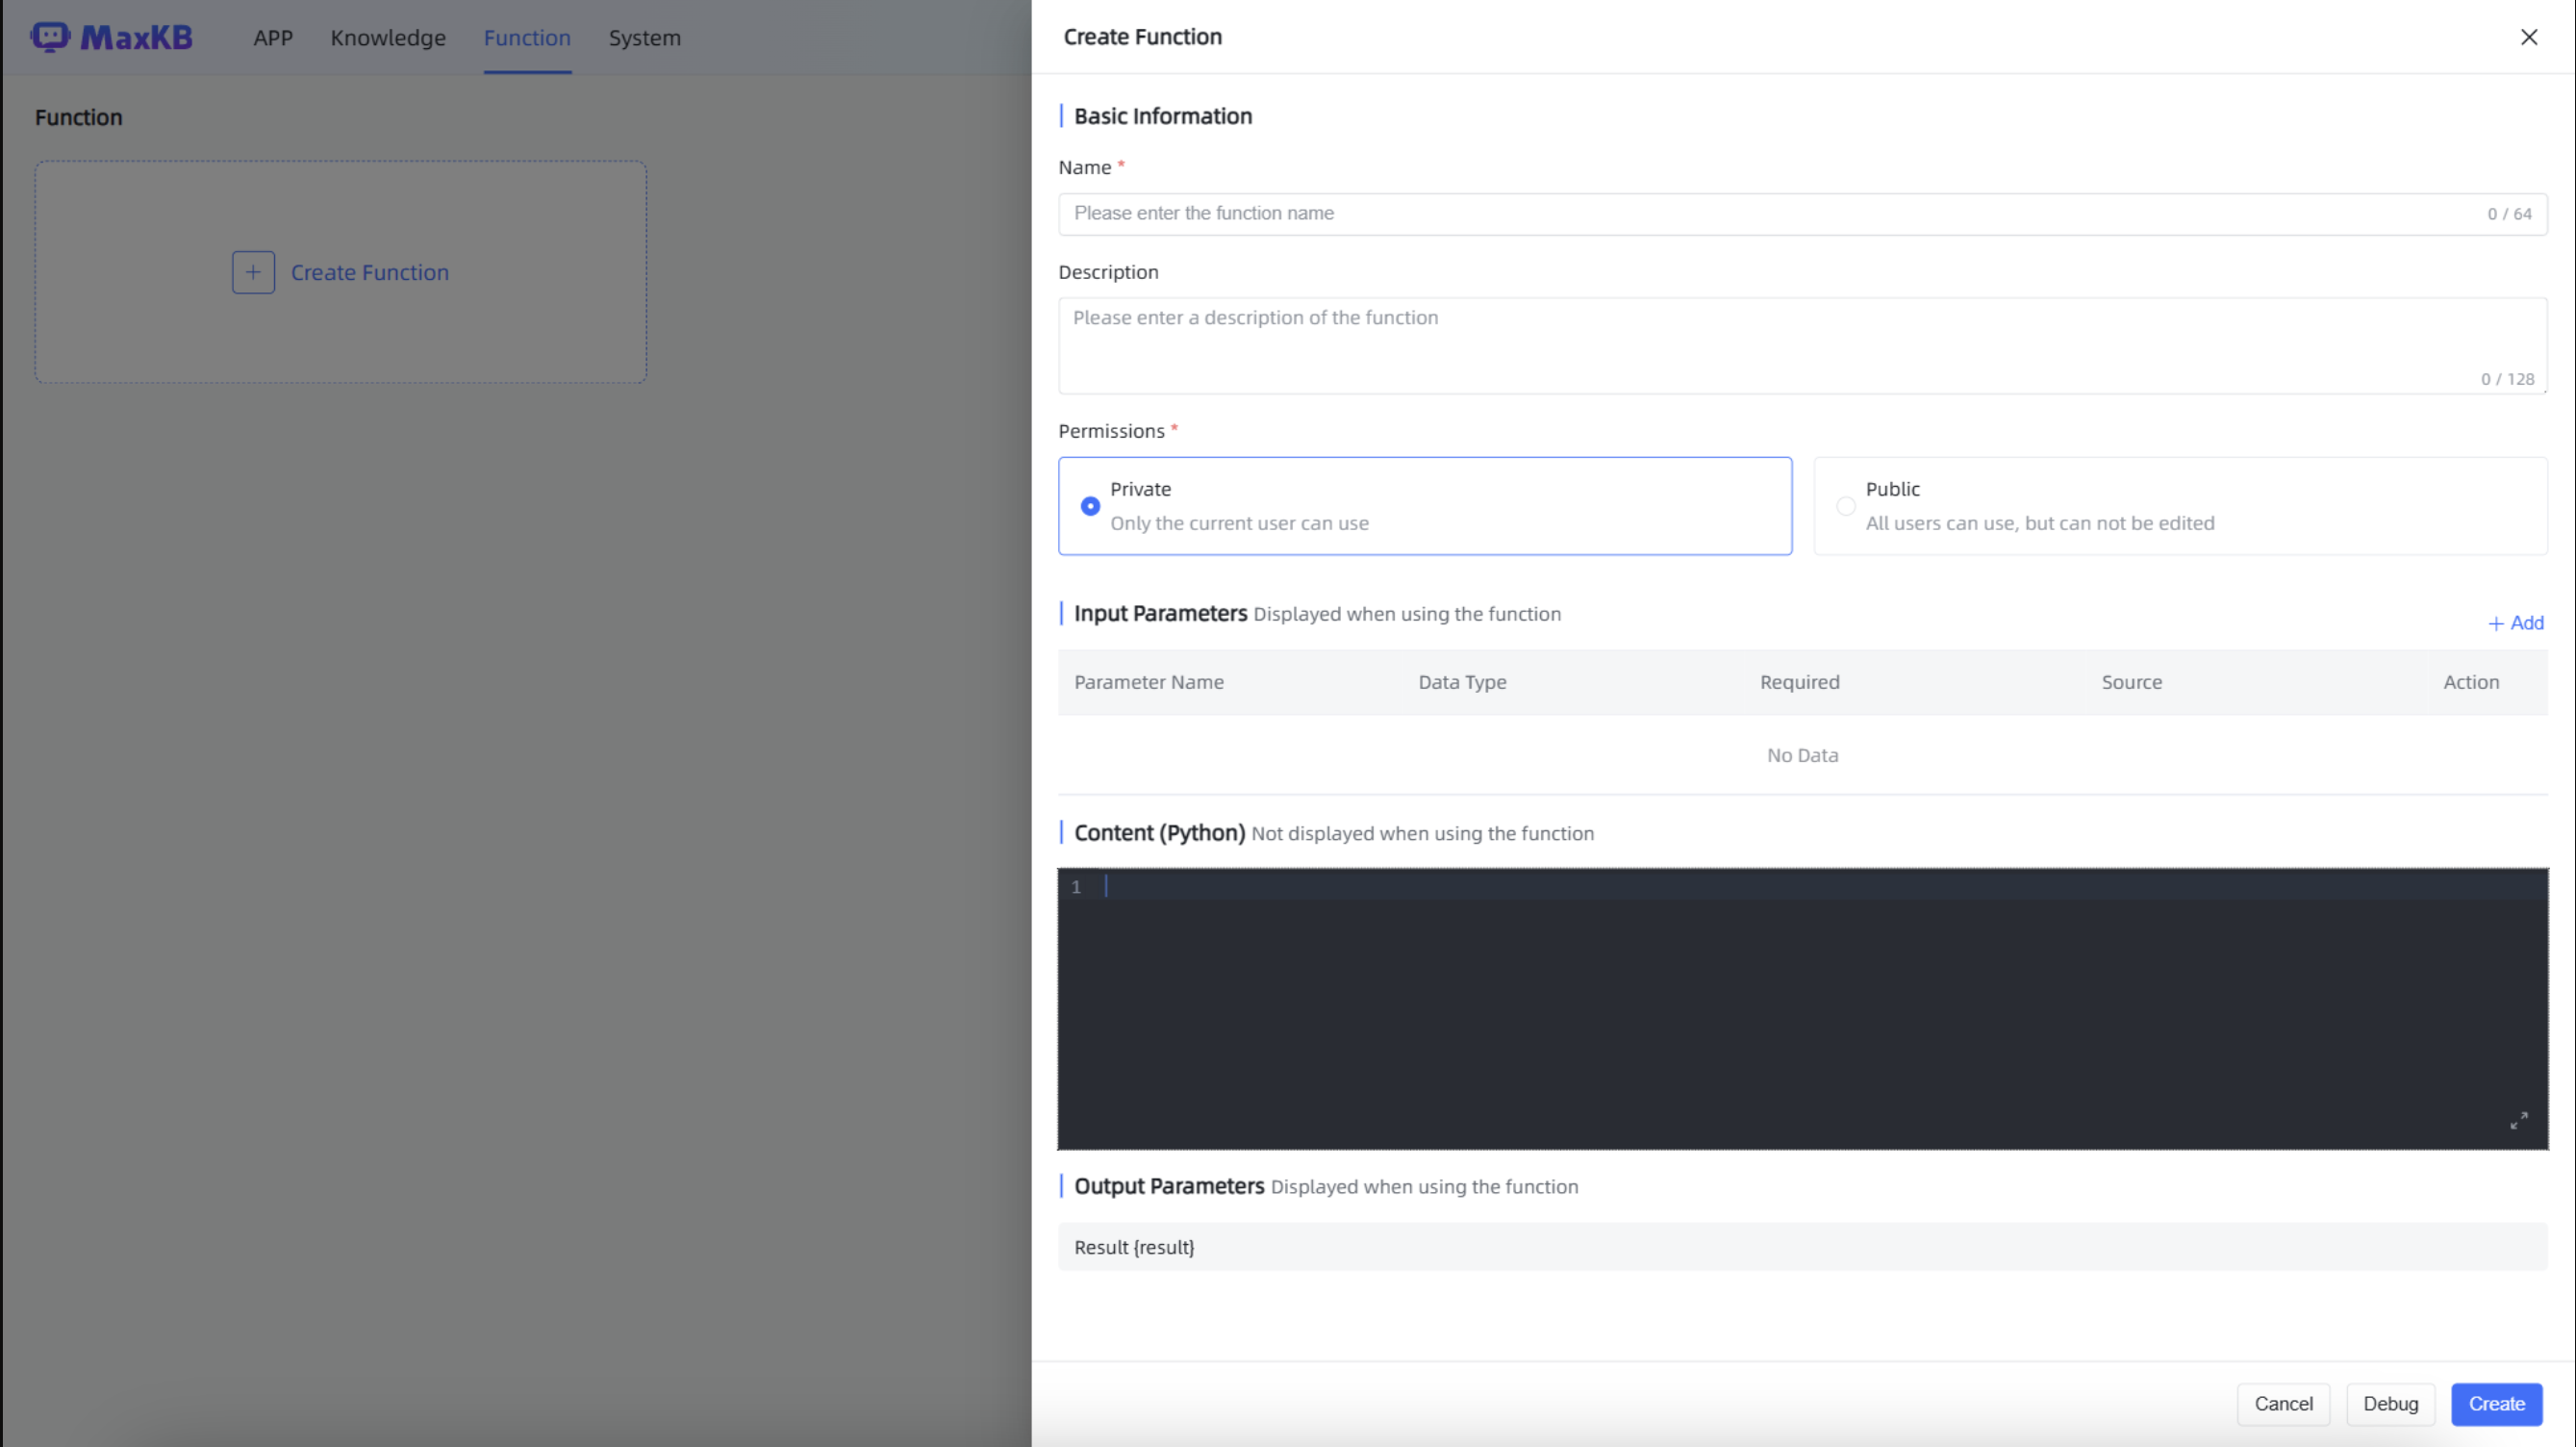 MaxKB
APP
Knowledge
Function
System
Function
Create Function
Create Function
Basic Information
Name *
Please enter the function name
0 / 64
Description
Please enter a description of the function
0 / 128
Permissions *
Private
Only the current user can use
Public
All users can use, but can not be edited
Input Parameters Displayed when using the function
+ Add
Parameter Name
Data Type
Required
Source
Action
No Data
Content (Python) Not displayed when using the function
1
Output Parameters Displayed when using the function
Result {result}
Cancel
Debug
Create